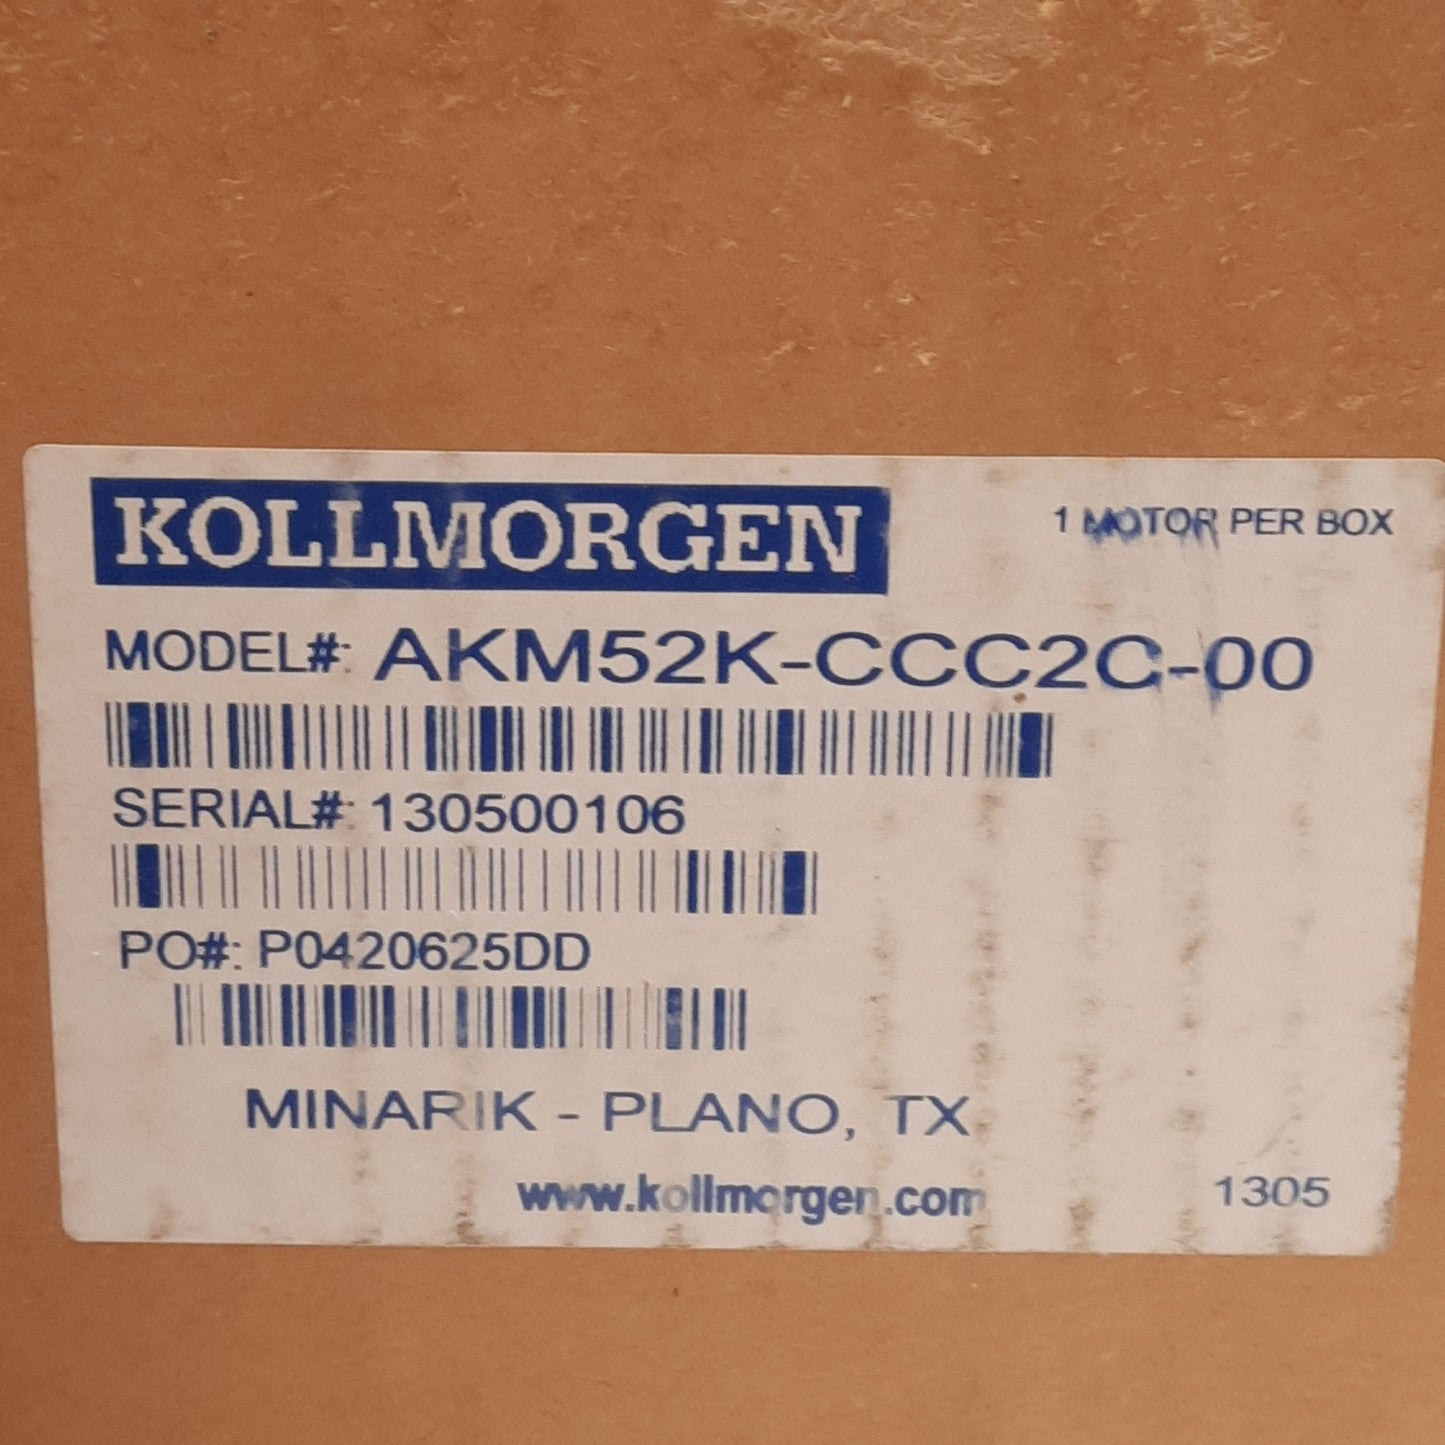 KOLLMORGEN
1 MOTOR PER BOX
MODEL#: AKM52K-CCC2C-00
SERIAL#: 130500106
PO#: P0420625DD
MINARIK - PLANO, TX
www.kollmorgen.com
1305